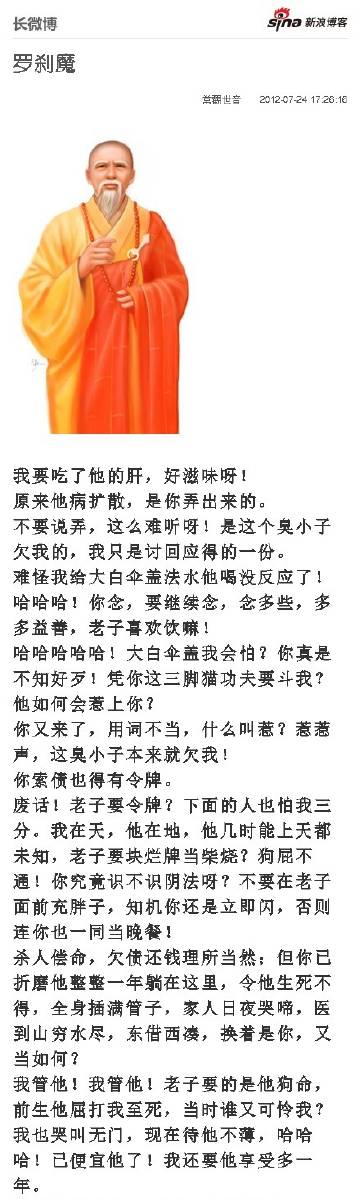 长微博
sina 新浪博客
罗刹魔
觉翻世音 2012-07-24 17:26:16
我要吃了他的肝，好滋味呀！
原来他病扩散，是你弄出来的。
不要说弄，这么难听呀！是这个臭小子
欠我的，我只是讨回应得的一份。
难怪我给大白伞盖法水他喝没反应了！
哈哈哈！你念，要继续念，念多些，多
多益善，老子喜欢饮嘛！
哈哈哈哈哈！大白伞盖我会怕？你真是
不知好歹！凭你这三脚猫功夫要斗我？
他如何会惹上你？
你又来了，用词不当，什么叫惹？惹惹
声，这臭小子本来就欠我！
你索债也得有令牌。
废话！老子要令牌？下面的人也怕我三
分。我在天，他在地，他几时能上天都
未知，老子要块烂牌当柴烧？狗屁不
通！你究竟识不识阴法呀？不要在老子
面前充胖子，知机你还是立即闪，否则
连你也一同当晚餐！
杀人偿命，欠债还钱理所当然；但你已
折磨他整整一年躺在这里，令他生死不
得，全身插满管子，家人日夜哭啼，医
到山穷水尽，东借西凑，换着是你，又
当如何？
我管他！我管他！老子要的是他狗命，
前生他屈打我至死，当时谁又可怜我？
我也哭叫无门，现在待他不薄，哈哈
哈！已便宜他了！我还要他享受多一
年。